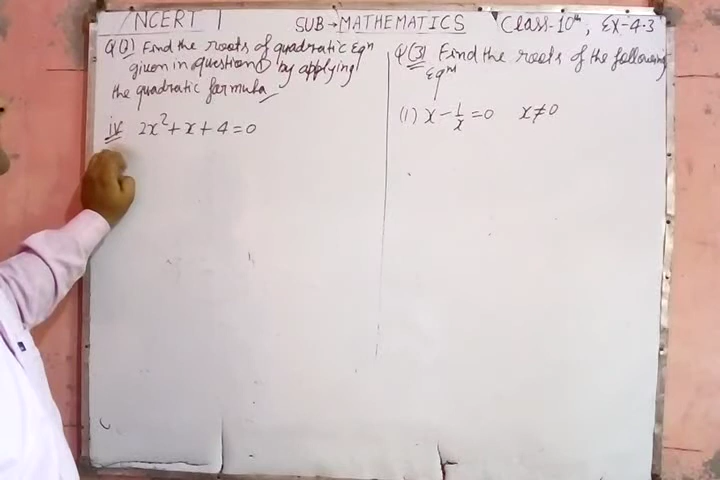 NCERT | SUB→MATHEMATICS Class-10th, Ex-4.3
Q(2) Find the roots of quadratic Eqn
given in question ① by applying
the quadratic formula
iv 2x² + x + 4 = 0
Q(3) Find the roots of the following
Eqns
(1) x - 1/x = 0 x ≠ 0